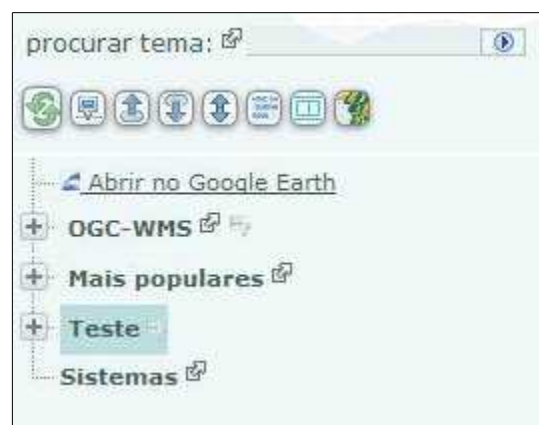 procurar tema:
Abrir no Google Earth
OGC-WMS
Mais populares
Teste
Sistemas